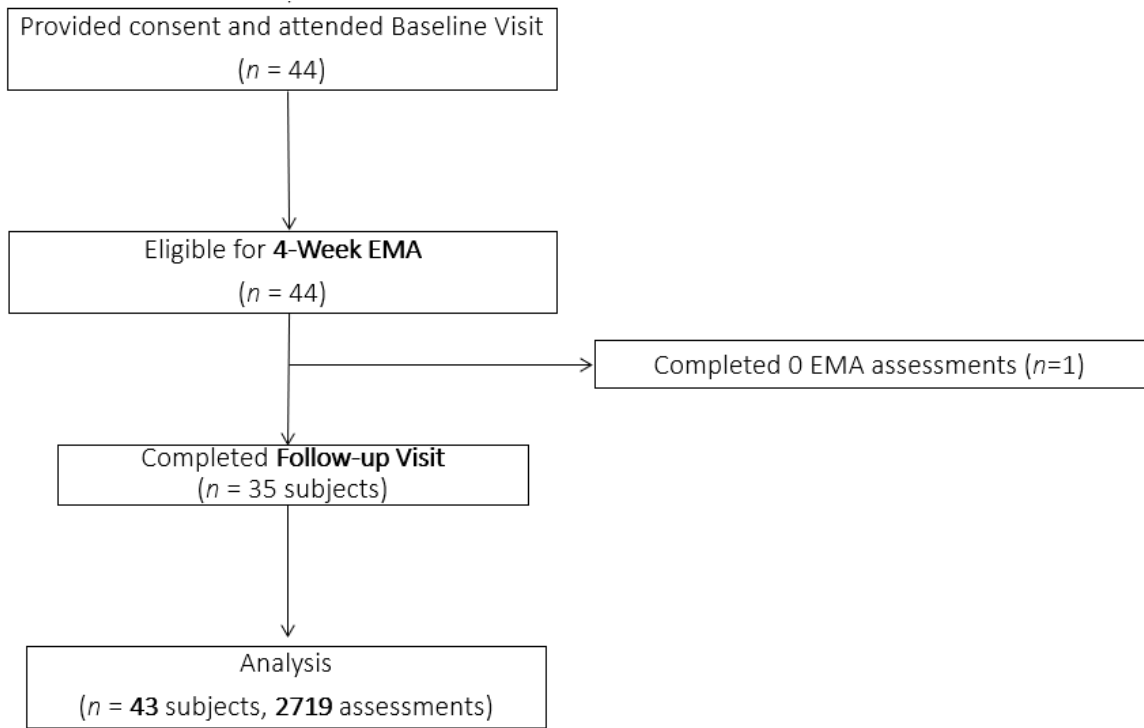 Provided consent and attended Baseline Visit
(n = 44)
Eligible for 4-Week EMA
(n = 44)
Completed 0 EMA assessments (n=1)
Completed Follow-up Visit
(n = 35 subjects)
Analysis
(n = 43 subjects, 2719 assessments)